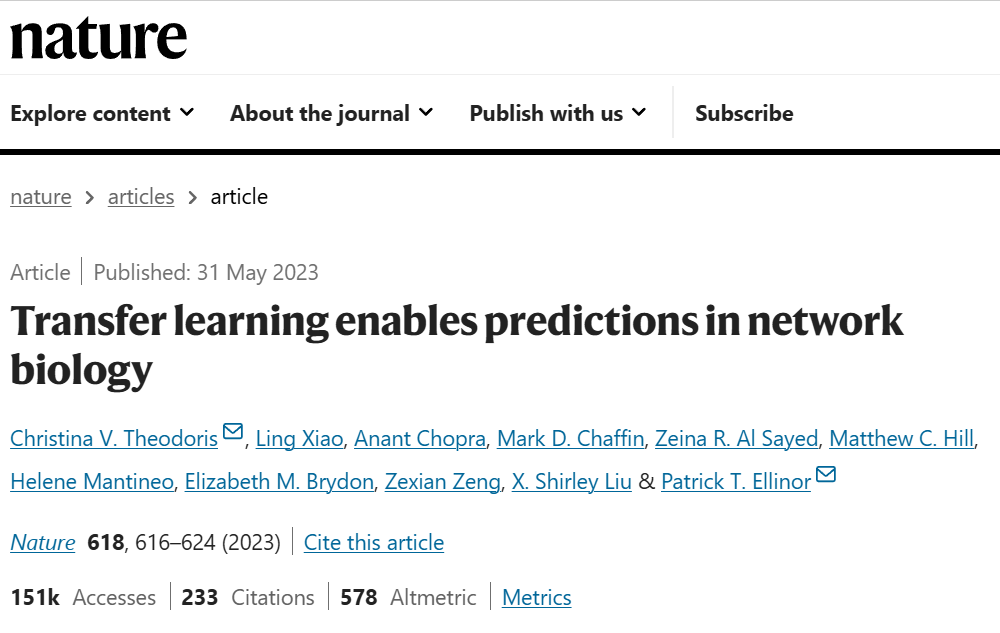 nature
Explore content About the journal Publish with us Subscribe
nature > articles > article
Article | Published: 31 May 2023
Transfer learning enables predictions in network
biology
Christina V. Theodoris, Ling Xiao, Anant Chopra, Mark D. Chaffin, Zeina R. Al Sayed, Matthew C. Hill,
Helene Mantineo, Elizabeth M. Brydon, Zexian Zeng, X. Shirley Liu & Patrick T. Ellinor
Nature 618, 616–624 (2023) | Cite this article
151k Accesses | 233 Citations | 578 Altmetric | Metrics